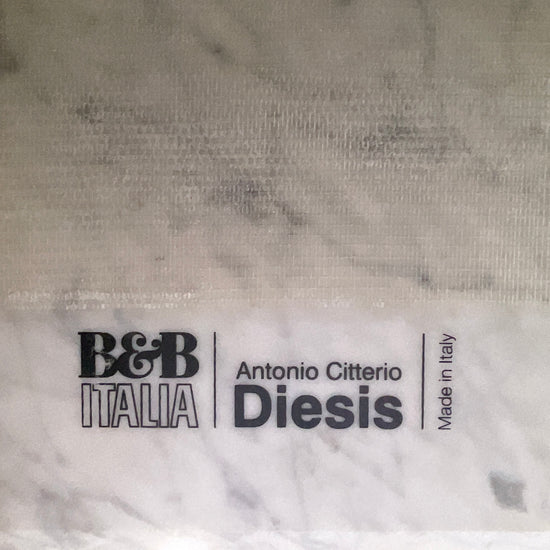 B&B
ITALIA
Antonio Citterio
Diesis
Made in Italy